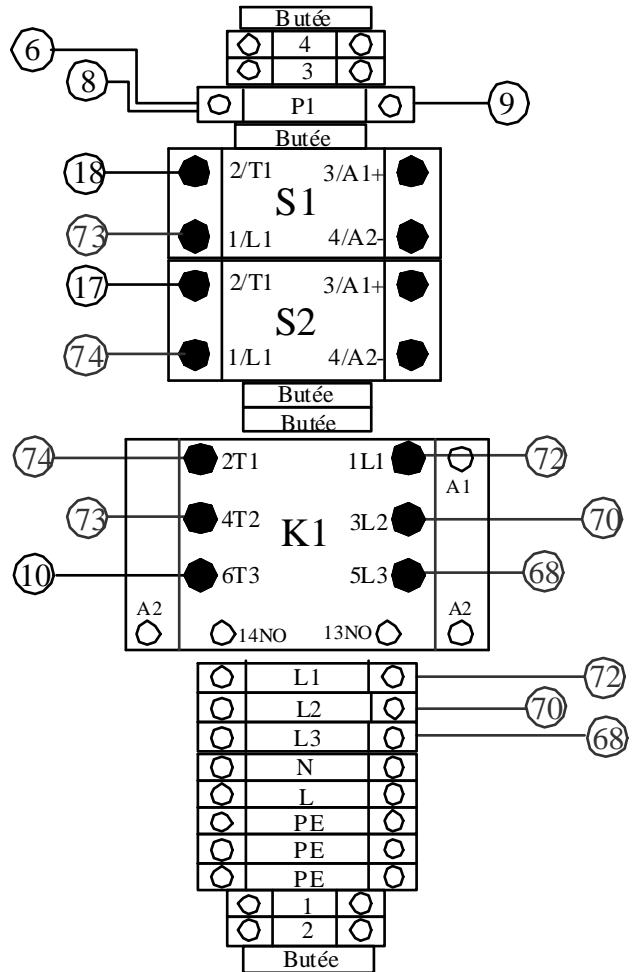 Butée
6
4
8
3
P1
9
Butée
18
2/T1 3/A1+
S1
73
1/L1 4/A2-
17
2/T1 3/A1+
S2
74
1/L1 4/A2-
Butée
Butée
74
2T1 1L1
72
A1
73
4T2 K1 3L2
70
10
6T3 5L3
68
A2 A2
14NO 13NO
L1
72
L2
70
L3
68
N
L
PE
PE
PE
1
2
Butée